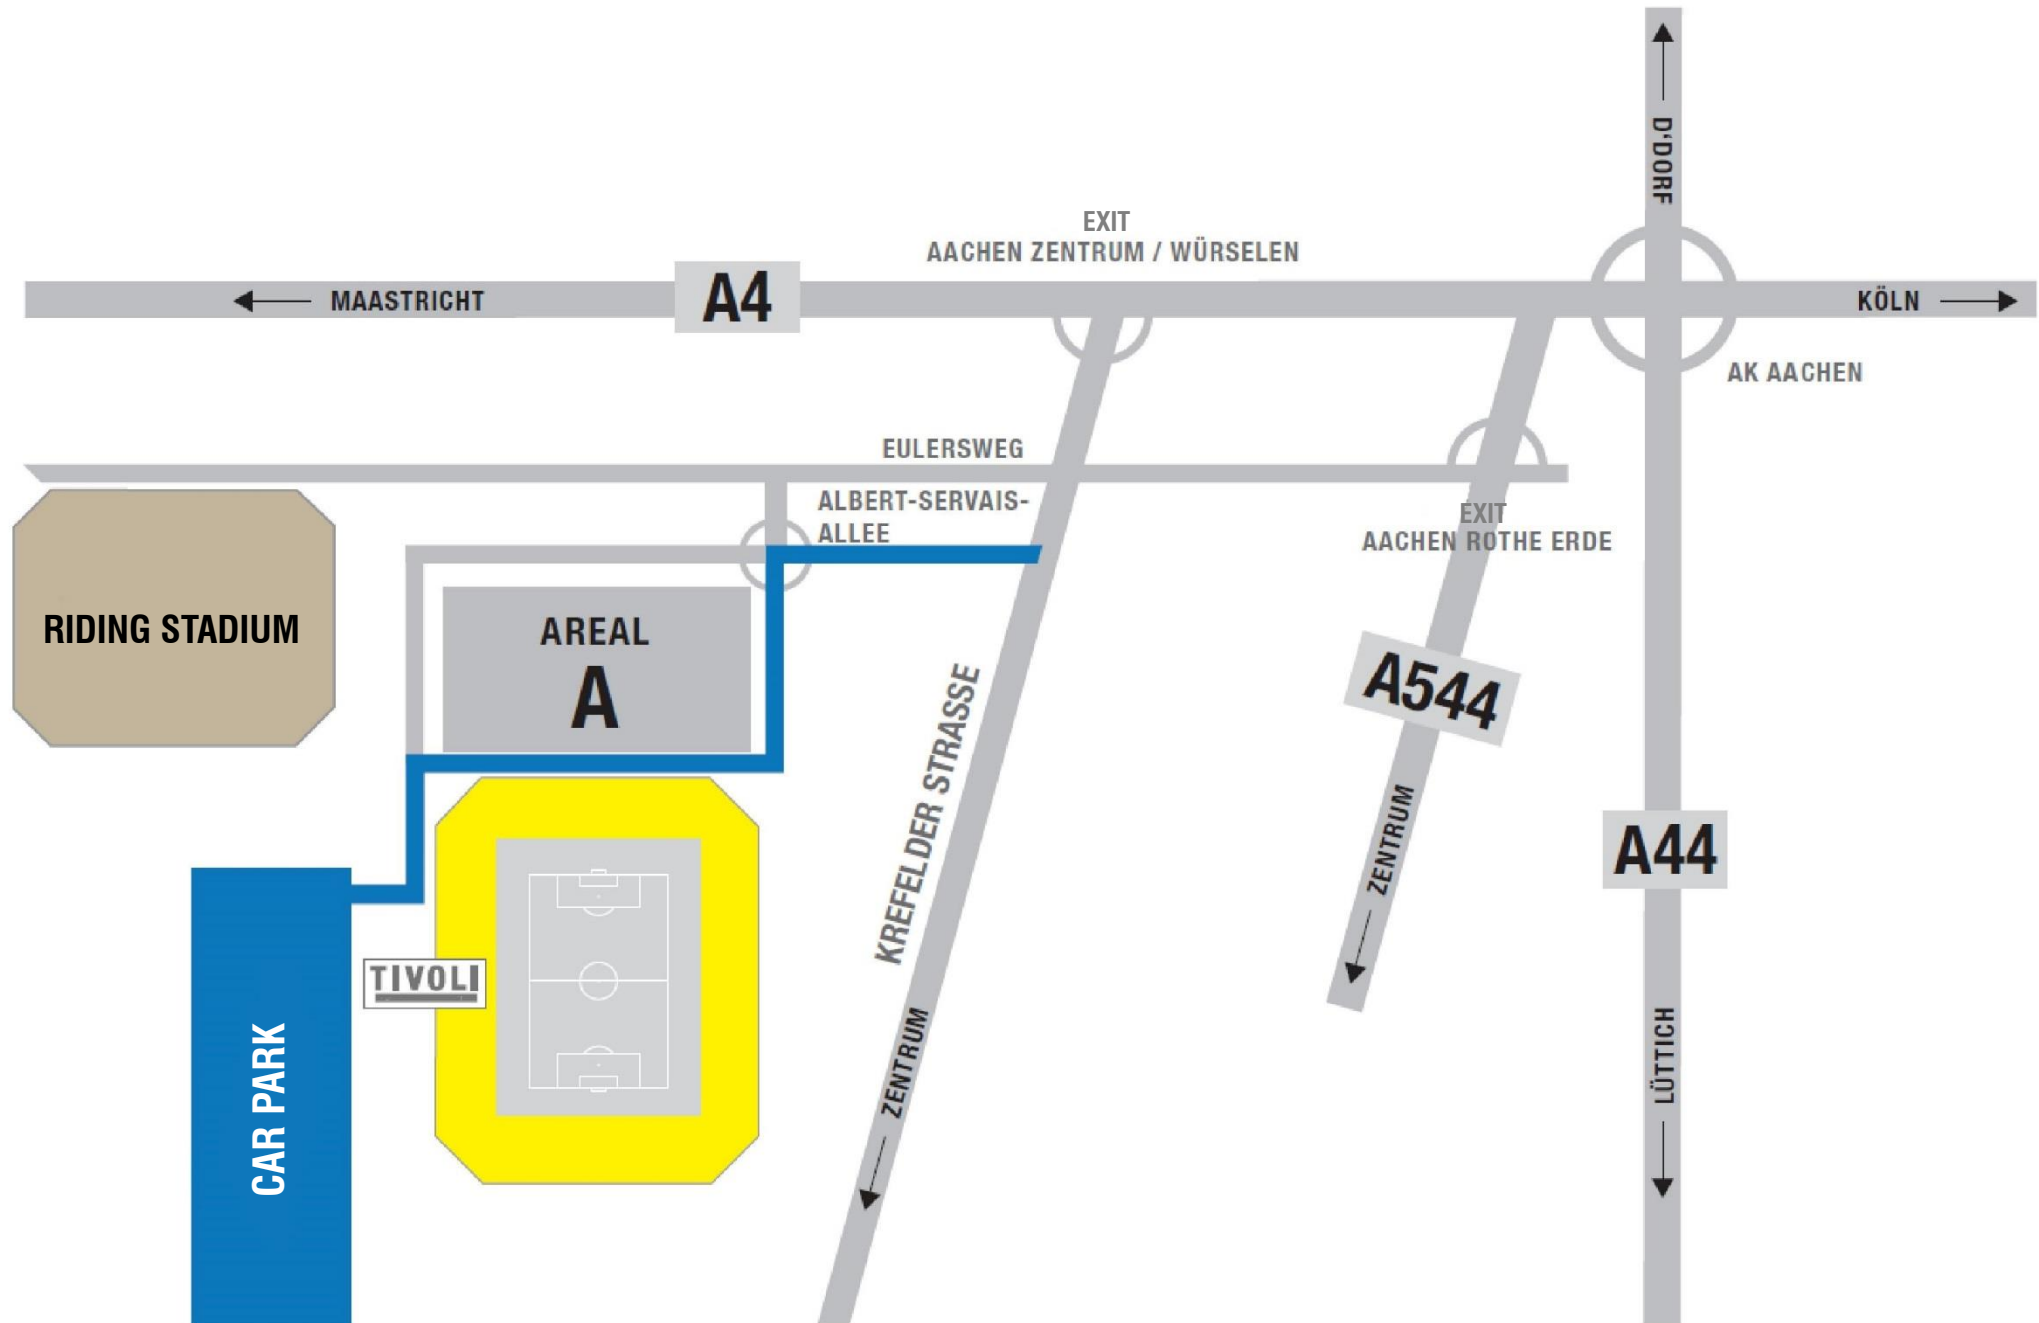 D'DORF
EXIT
AACHEN ZENTRUM / WÜRSELEN
MAASTRICHT
A4
KÖLN
AK AACHEN
EULERSWEG
ALBERT-SERVAIS-
ALLEE
EXIT
AACHEN ROTHE ERDE
RIDING STADIUM
AREAL
A
KREFELDER STRASSE
A544
ZENTRUM
A44
TIVOLI
CAR PARK
ZENTRUM
LÜTTICH